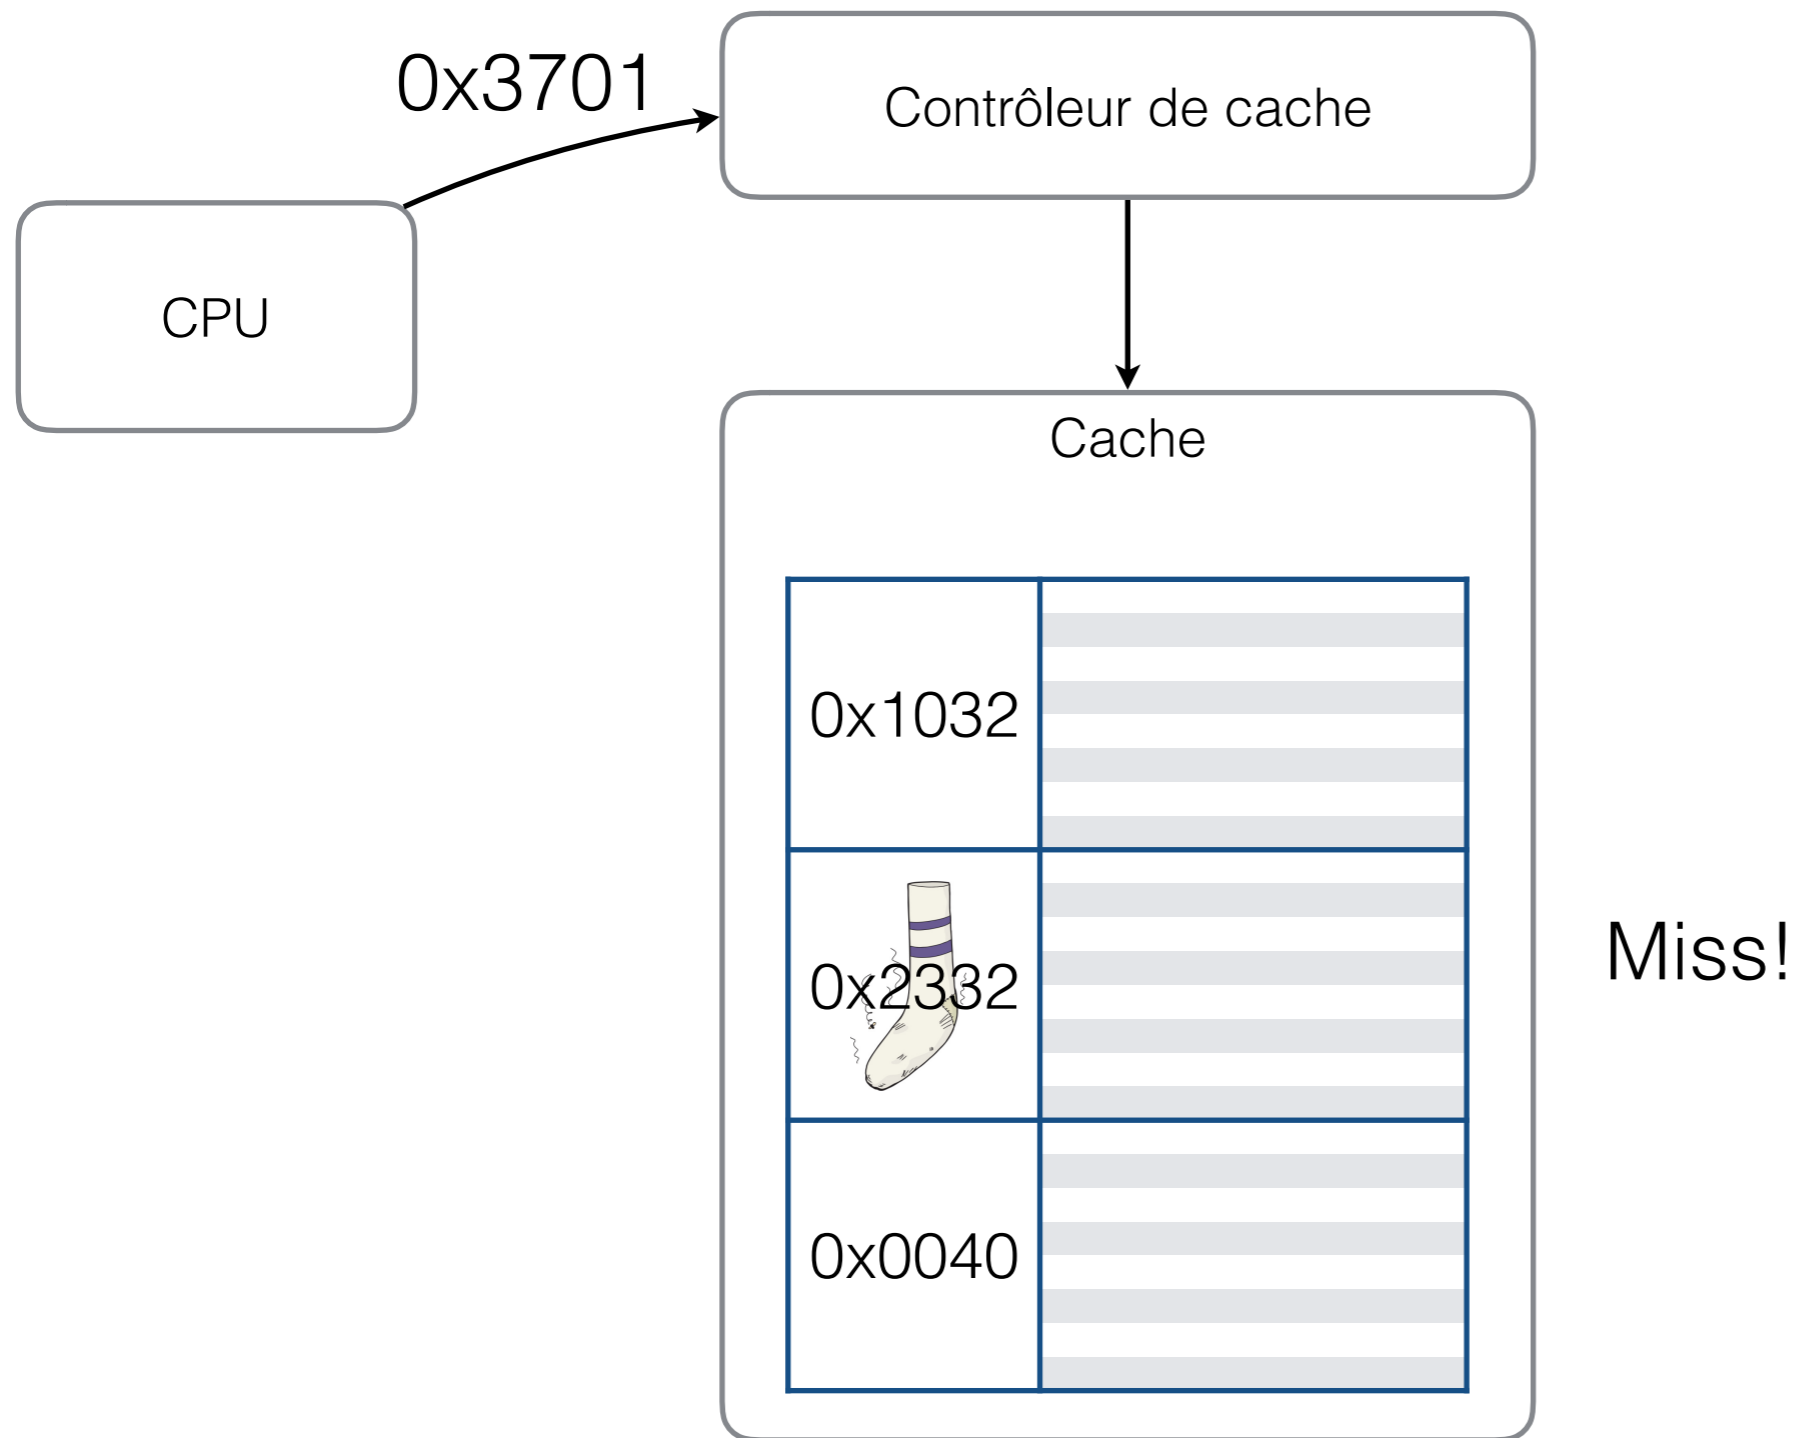 0x3701
Contrôleur de cache
CPU
Cache
0x1032
0x2332
Miss!
0x0040